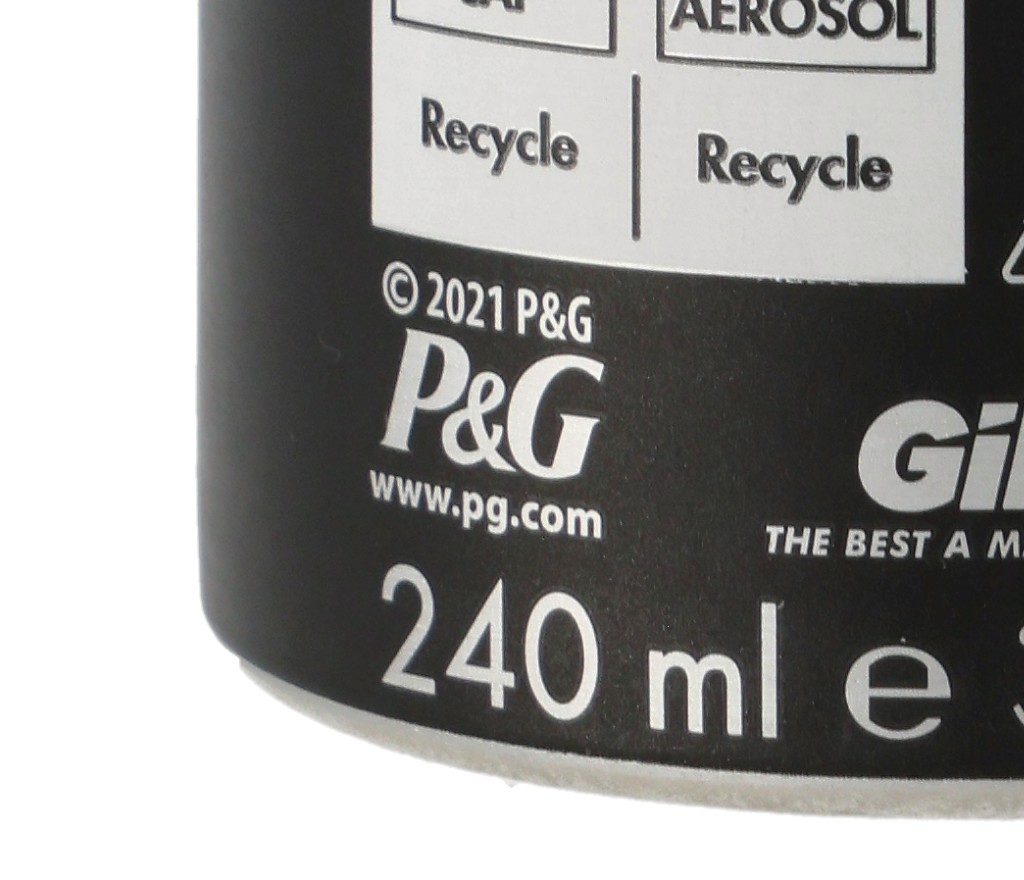 AEROSOL
Recycle
Recycle
© 2021 P&G
P&G
www.pg.com
THE BEST A
240 ml e